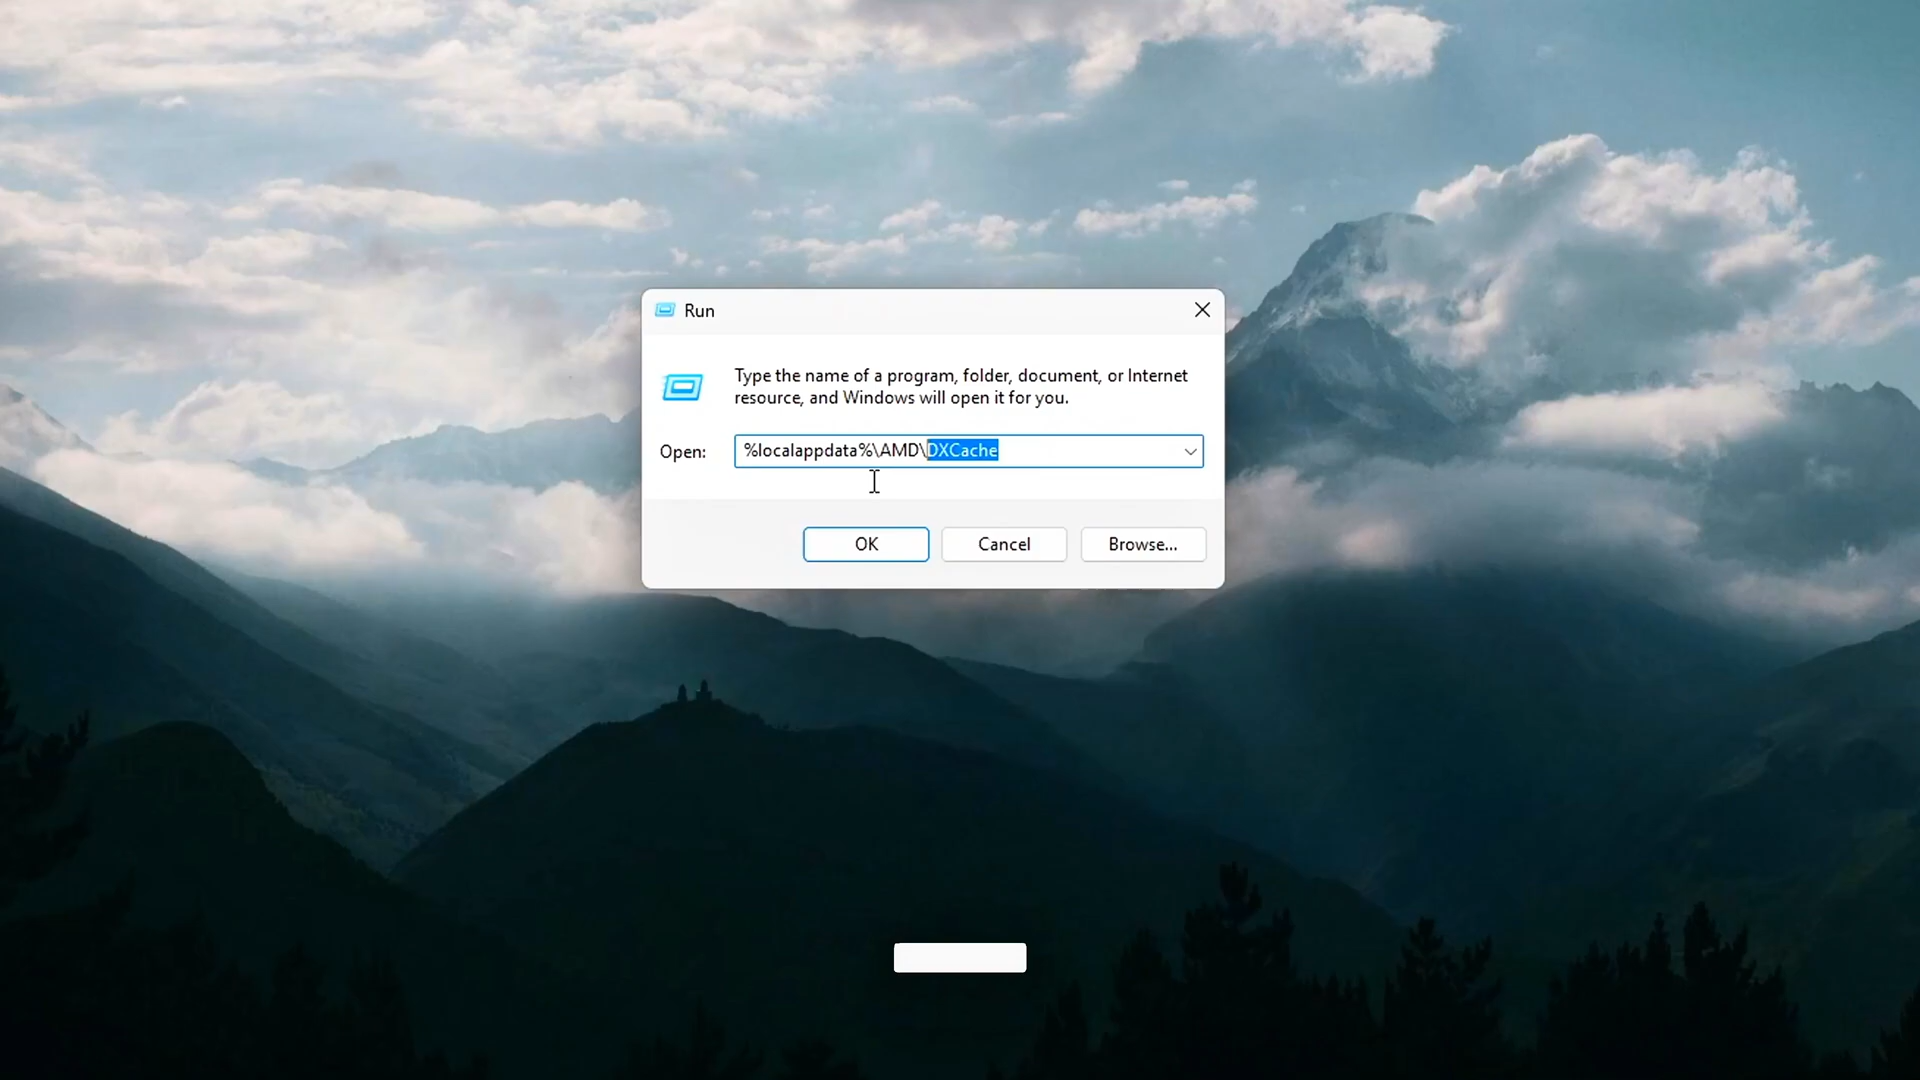 Run
Type the name of a program, folder, document, or Internet
resource, and Windows will open it for you.
Open: %localappdata%\AMD\DXCache
OK Cancel Browse...